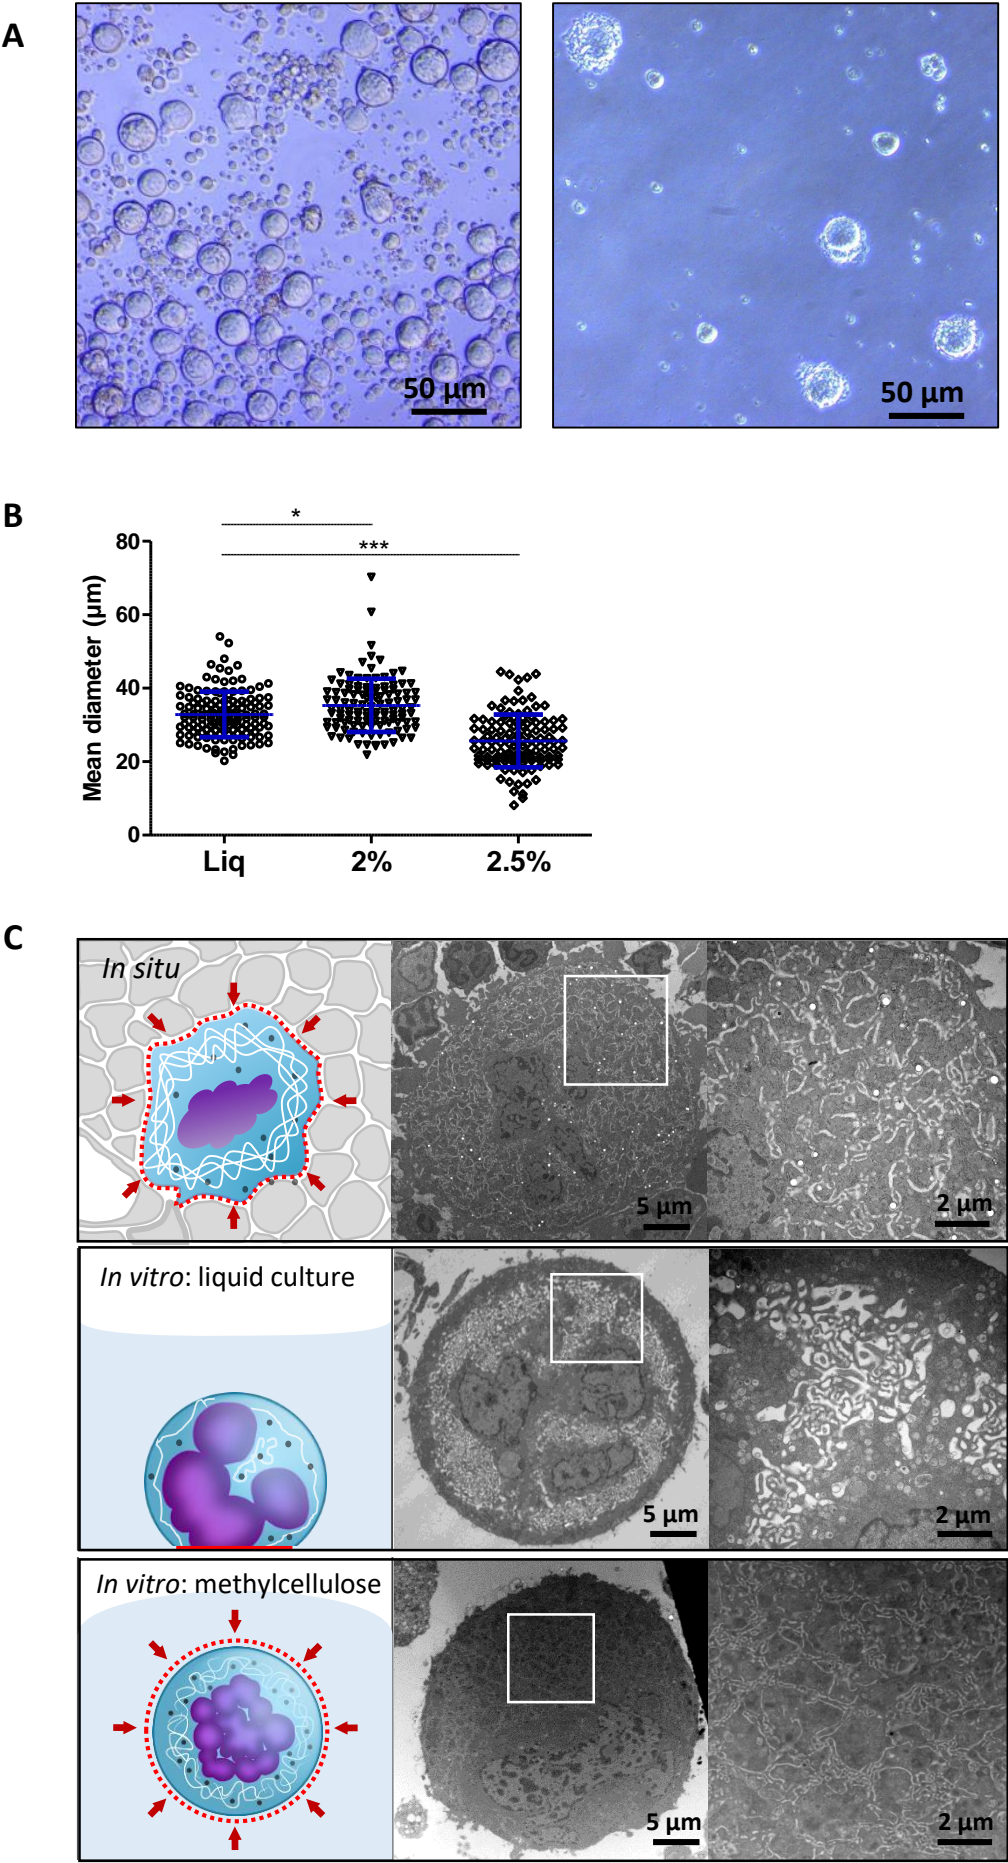 A
50 µm
50 µm
B
*
***
80
60
40
20
0
Mean diameter (µm)
Liq
2%
2.5%
C
In situ
5 µm
2 µm
In vitro: liquid culture
5 µm
2 µm
In vitro: methylcellulose
5 µm
2 µm